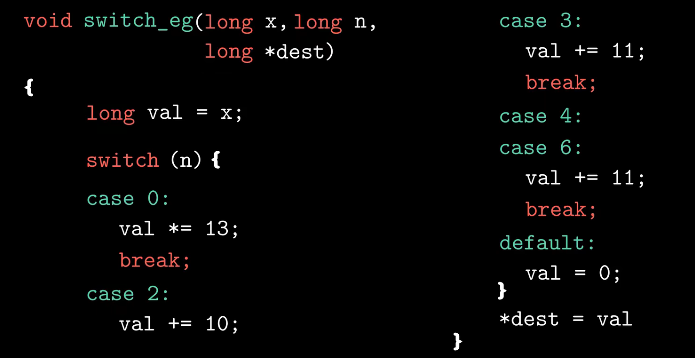 void switch_eg(long x, long n,
long *dest)
{
long val = x;
switch (n) {
case 0:
val *= 13;
break;
case 2:
val += 10;
case 3:
val += 11;
break;
case 4:
case 6:
val += 11;
break;
default:
val = 0;
}
*dest = val
}